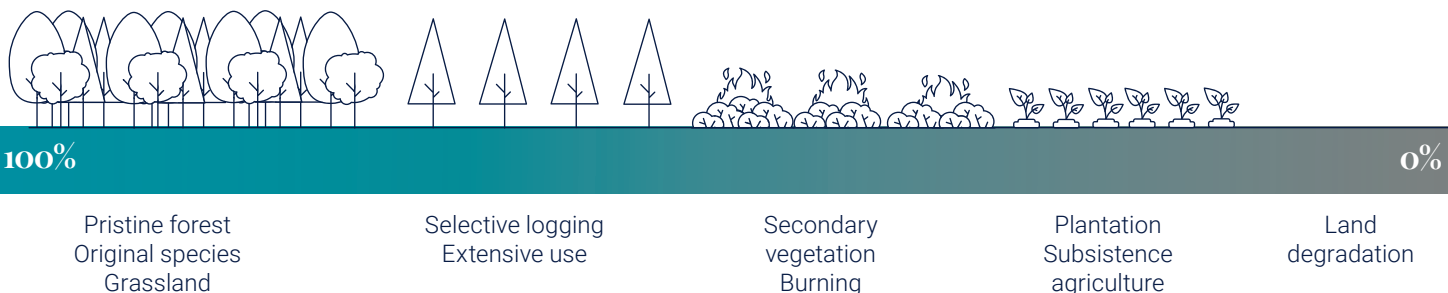 100%
0%
Pristine forest
Original species
Grassland
Selective logging
Extensive use
Secondary
vegetation
Burning
Plantation
Subsistence
agriculture
Land
degradation